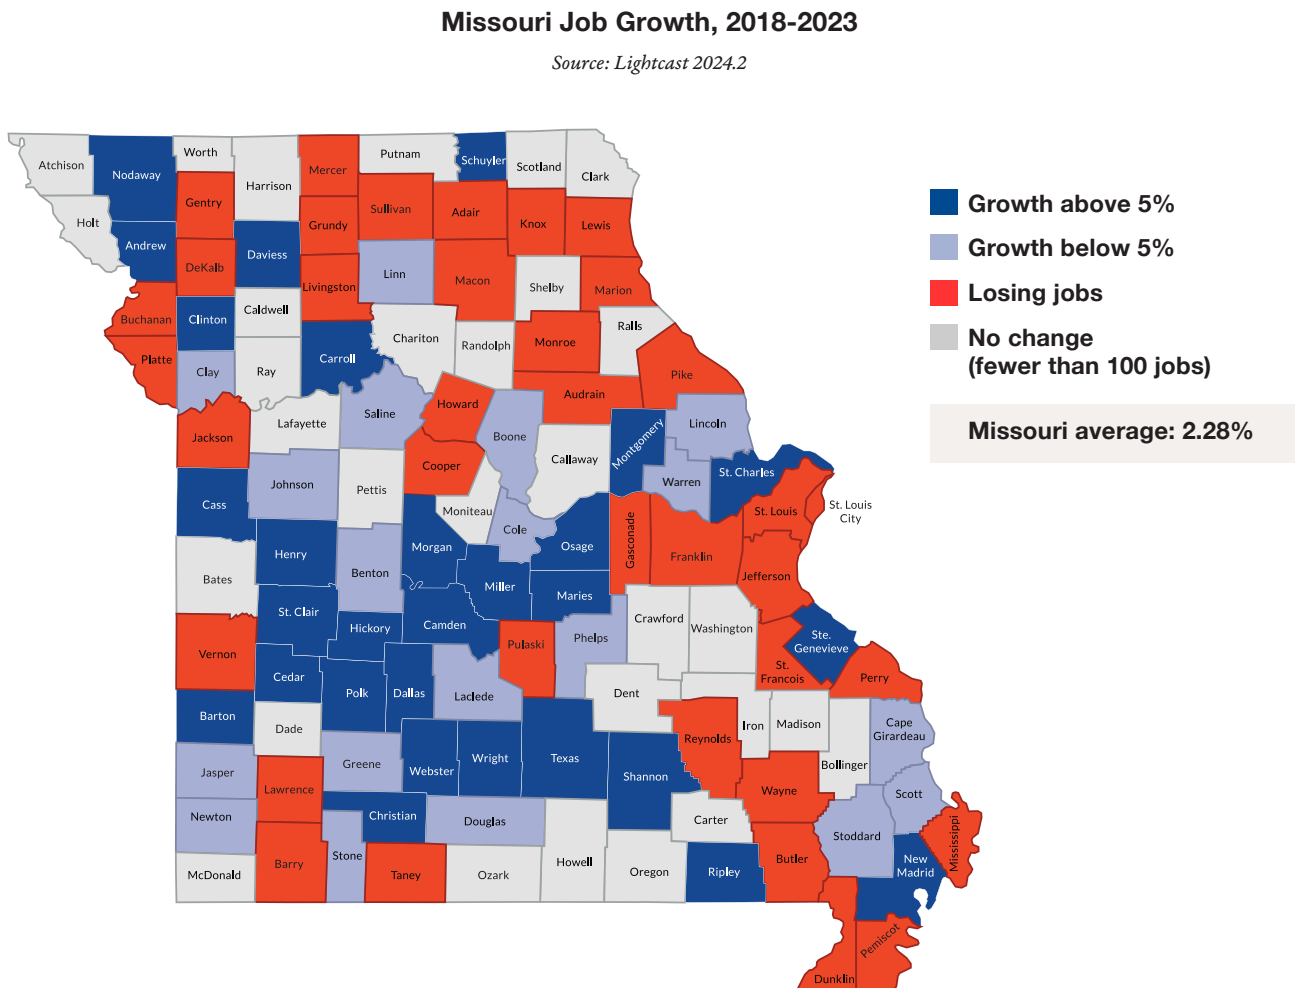 Missouri Job Growth, 2018-2023
Source: Lightcast 2024.2
Atchison
Nodaway
Worth
Harrison
Mercer
Putnam
Schuyler
Scotland
Clark
Holt
Andrew
Gentry
DeKalb
Daviess
Grundy
Sullivan
Adair
Knox
Lewis
Livingston
Linn
Macon
Shelby
Marion
Buchanan
Clinton
Caldwell
Carroll
Chariton
Randolph
Monroe
Ralls
Platte
Clay
Ray
Saline
Howard
Boone
Audrain
Pike
Jackson
Lafayette
Cooper
Callaway
Montgomery
Lincoln
Warren
St. Charles
St. Louis
St. Louis
City
Cass
Johnson
Pettis
Moniteau
Cole
Osage
Gasconade
Franklin
Jefferson
Bates
Henry
Benton
Morgan
Miller
Maries
St. Clair
Hickory
Camden
Pulaski
Phelps
Crawford
Washington
St.
Francois
Ste.
Genevieve
Perry
Vernon
Cedar
Polk
Dallas
Laclede
Dent
Iron
Madison
Bollinger
Cape
Girardeau
Barton
Dade
Greene
Webster
Wright
Texas
Shannon
Reynolds
Wayne
Scott
Jasper
Lawrence
Christian
Douglas
Carter
Stoddard
Mississippi
Newton
Stone
Howell
Oregon
Ripley
Butler
New
Madrid
McDonald
Barry
Taney
Ozark
Pemiscot
Dunklin
Growth above 5%
Growth below 5%
Losing jobs
No change
(fewer than 100 jobs)
Missouri average: 2.28%